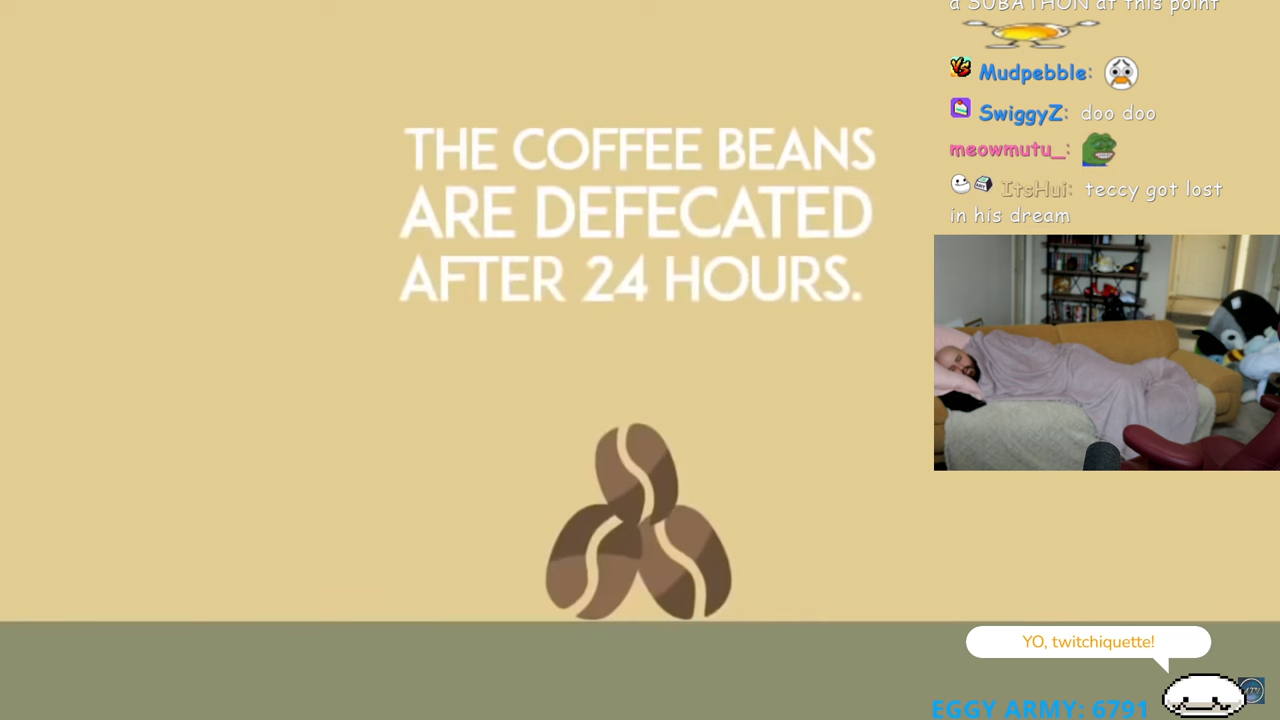 a SUBATHON at this point
Mudpebble:
SwiggyZ: doo doo
meowmutu_:
ItsHui: teccy got lost
in his dream
THE COFFEE BEANS
ARE DEFECATED
AFTER 24 HOURS.
YO, twitchiquette!
EGGY ARMY: 6791